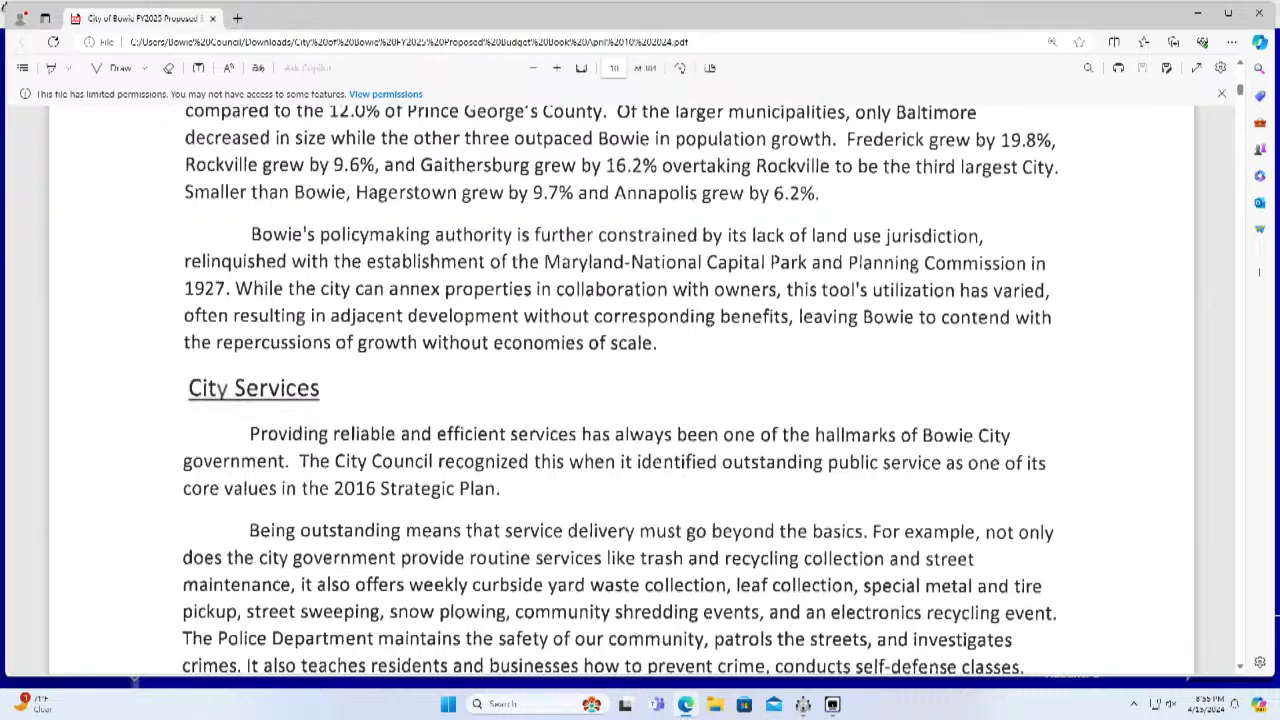 City of Bowie FY2025 Proposed
File C:/Users/Bowie%20Council/Downloads/City%20of%20Bowie%20FY2025%20Proposed%20Budget%20Book%20April%2010%202024.pdf
Draw Ask Copilot 10 of 384
This file has limited permissions. You may not have access to some features. View permissions
compared to the 12.0% of Prince George's County. Of the larger municipalities, only Baltimore
decreased in size while the other three outpaced Bowie in population growth. Frederick grew by 19.8%,
Rockville grew by 9.6%, and Gaithersburg grew by 16.2% overtaking Rockville to be the third largest City.
Smaller than Bowie, Hagerstown grew by 9.7% and Annapolis grew by 6.2%.
Bowie's policymaking authority is further constrained by its lack of land use jurisdiction,
relinquished with the establishment of the Maryland-National Capital Park and Planning Commission in
1927. While the city can annex properties in collaboration with owners, this tool's utilization has varied,
often resulting in adjacent development without corresponding benefits, leaving Bowie to contend with
the repercussions of growth without economies of scale.
City Services
Providing reliable and efficient services has always been one of the hallmarks of Bowie City
government. The City Council recognized this when it identified outstanding public service as one of its
core values in the 2016 Strategic Plan.
Being outstanding means that service delivery must go beyond the basics. For example, not only
does the city government provide routine services like trash and recycling collection and street
maintenance, it also offers weekly curbside yard waste collection, leaf collection, special metal and tire
pickup, street sweeping, snow plowing, community shredding events, and an electronics recycling event.
The Police Department maintains the safety of our community, patrols the streets, and investigates
crimes. It also teaches residents and businesses how to prevent crime, conducts self-defense classes,
71°F
Clear
Search
8:55 PM
4/15/2024